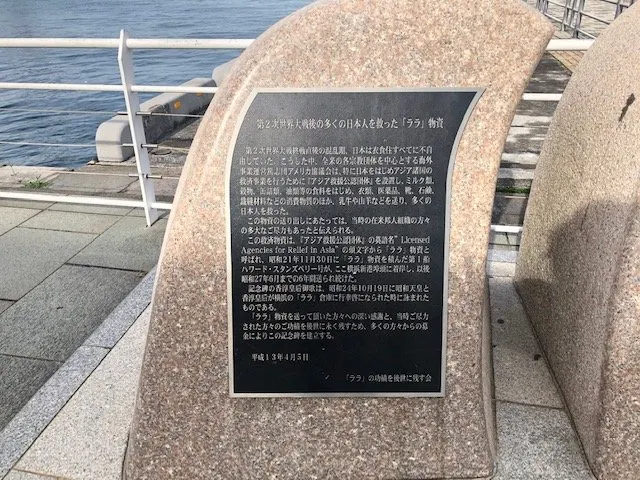 第2次世界大戦後の多くの日本人を救った「ララ」物資
第2次世界大戦終戦直後の混乱期、日本は衣食住すべてに不自
由していた。こうした中、全米の各宗教団体を中心とする海外
事業運営篤志団アメリカ協議会は、特に日本をはじめアジア諸国の
救済事業を行うために『アジア救援公認団体』を設置し、ミルク類、
穀物、缶詰類、油類等の食料をはじめ、衣類、医薬品、靴、石鹸、
裁縫材料などの消費物資のほか、乳牛や山羊などを送り、多くの
日本人を救った。
この物資の送り出しにあたっては、当時の在米邦人組織の方々
の多大なご尽力もあったと伝えられる。
この救済物資は、『アジア救援公認団体』の英語名" Licensed
Agencies for Relief In Asia" の頭文字から「ララ」物資と
呼ばれ、昭和21年11月30日に「ララ」物資を積んだ第1船
ハワード・スタンズベリー号が、ここ横浜新港埠頭に着岸し、以後
昭和27年6月までの6年間送られ続けた。
記念碑の香淳皇后御歌は、昭和24年10月19日に昭和天皇と
香淳皇后が横浜の「ララ」倉庫に行幸啓になられた時に詠まれた
ものである。
「ララ」物資を送って頂いた方々への深い感謝と、当時ご尽力
された方々のご功績を後世に永く残すため、多くの方々からの募
金によりこの記念碑を建立する。
平成13年4月5日
「ララ」の功績を後世に残す会